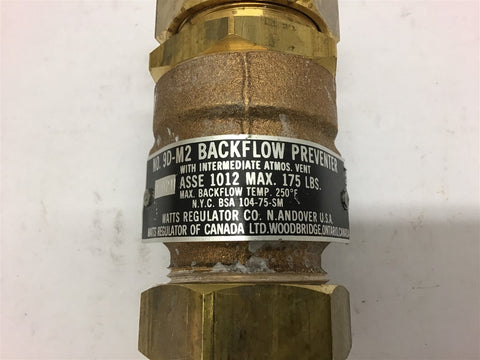 NO. 9D-M2 BACKFLOW PREVENTER
WITH INTERMEDIATE ATMOS. VENT
ASSE 1012 MAX. 175 LBS.
MAX. BACKFLOW TEMP. 250°F
N.Y.C. BSA 104-75-SM
WATTS REGULATOR CO. N. ANDOVER U.S.A.
WATTS REGULATOR OF CANADA LTD. WOODBRIDGE, ONTARIO, CANADA